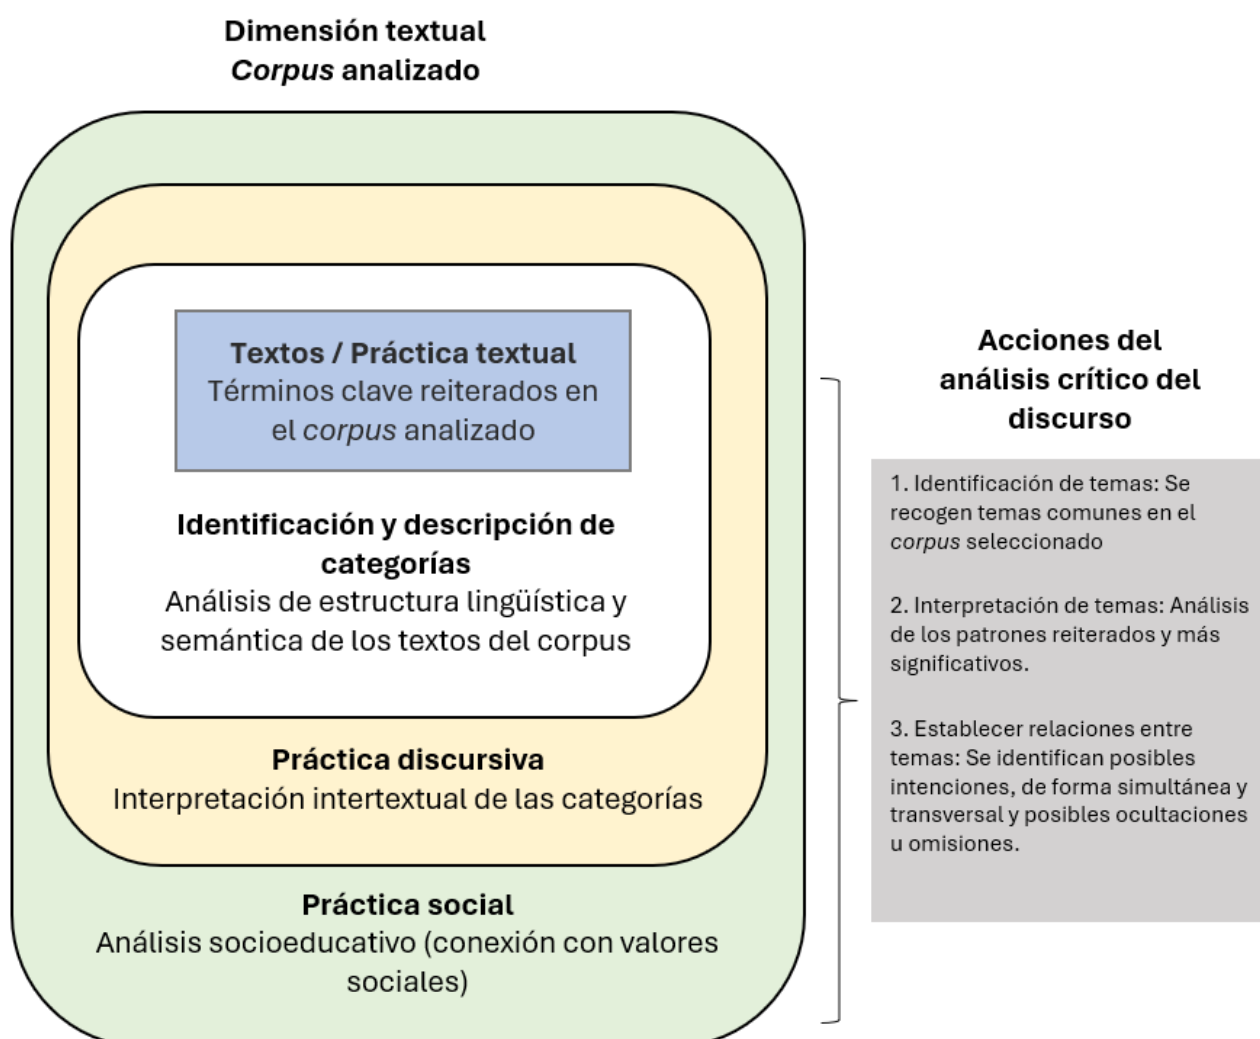 Dimensión textual
Corpus analizado
Textos / Práctica textual
Términos clave reiterados en
el corpus analizado
Identificación y descripción de
categorías
Análisis de estructura lingüística y
semántica de los textos del corpus
Práctica discursiva
Interpretación intertextual de las categorías
Práctica social
Análisis socioeducativo (conexión con valores
sociales)
Acciones del
análisis crítico del
discurso
1. Identificación de temas: Se
recogen temas comunes en el
corpus seleccionado
2. Interpretación de temas: Análisis
de los patrones reiterados y más
significativos.
3. Establecer relaciones entre
temas: Se identifican posibles
intenciones, de forma simultánea y
transversal y posibles ocultaciones
u omisiones.